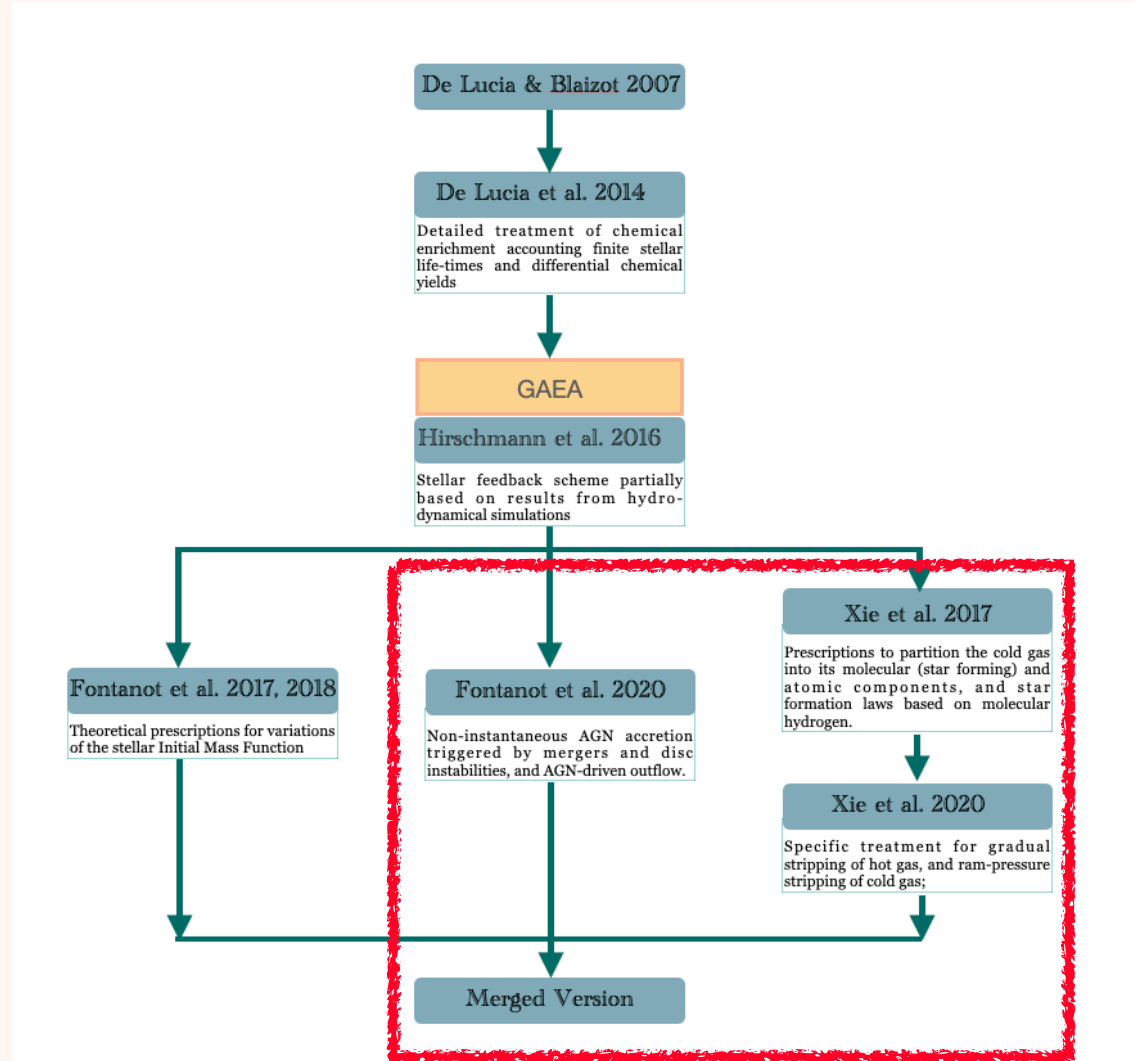 De Lucia & Blaizot 2007
De Lucia et al. 2014
Detailed treatment of chemical
enrichment accounting finite stellar
life-times and differential chemical
yields
GAEA
Hirschmann et al. 2016
Stellar feedback scheme partially
based on results from hydro-
dynamical simulations
Fontanot et al. 2017, 2018
Theoretical prescriptions for variations
of the stellar Initial Mass Function
Fontanot et al. 2020
Non-instantaneous AGN accretion
triggered by mergers and disc
instabilities, and AGN-driven outflow.
Xie et al. 2017
Prescriptions to partition the cold gas
into its molecular (star forming) and
atomic components, and star
formation laws based on molecular
hydrogen.
Xie et al. 2020
Specific treatment for gradual
stripping of hot gas, and ram-pressure
stripping of cold gas;
Merged Version